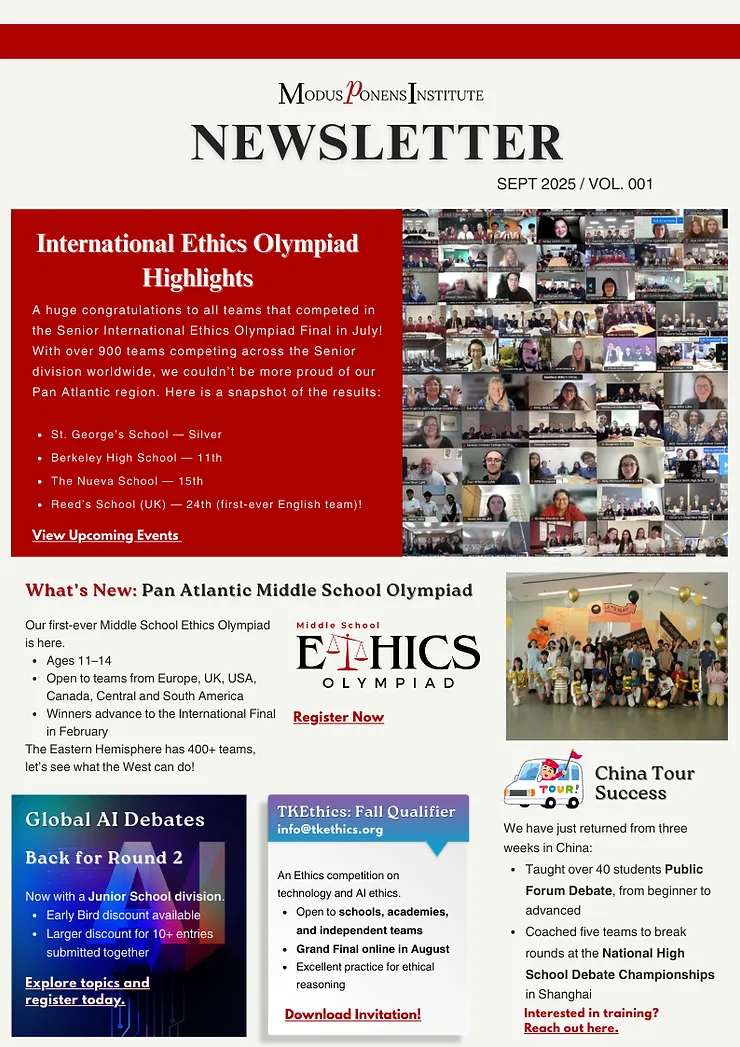 MODUS PONENS INSTITUTE
NEWSLETTER
SEPT 2025 / VOL. 001
International Ethics Olympiad
Highlights
A huge congratulations to all teams that competed in
the Senior International Ethics Olympiad Final in July!
With over 900 teams competing across the Senior
division worldwide, we couldn't be more proud of our
Pan Atlantic region. Here is a snapshot of the results:
• St. George's School — Silver
• Berkeley High School — 11th
• The Nueva School — 15th
• Reed's School (UK) — 24th (first-ever English team)!
View Upcoming Events
What's New: Pan Atlantic Middle School Olympiad
Our first-ever Middle School Ethics Olympiad
is here.
• Ages 11–14
• Open to teams from Europe, UK, USA,
Canada, Central and South America
• Winners advance to the International Final
in February
The Eastern Hemisphere has 400+ teams,
let's see what the West can do!
Middle School
ETHICS
OLYMPIAD
Register Now
Global AI Debates
Back for Round 2
Now with a Junior School division.
• Early Bird discount available
• Larger discount for 10+ entries
submitted together
Explore topics and
register today.
AI
TKEthics: Fall Qualifier
info@tkethics.org
An Ethics competition on
technology and AI ethics.
• Open to schools, academies,
and independent teams
• Grand Final online in August
• Excellent practice for ethical
reasoning
Download Invitation!
TOUR!
China Tour
Success
We have just returned from three
weeks in China:
• Taught over 40 students Public
Forum Debate, from beginner to
advanced
• Coached five teams to break
rounds at the National High
School Debate Championships
in Shanghai
Interested in training?
Reach out here.